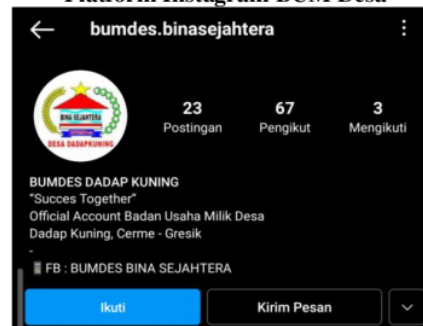 Platform Instagram BUM Desa
bumdes.binasejahtera
BINA SEJAHTERA
DESA DADAPKUNING
23
Postingan
67
Pengikut
3
Mengikuti
BUMDES DADAP KUNING
"Succes Together"
Official Account Badan Usaha Milik Desa
Dadap Kuning, Cerme - Gresik
-
FB : BUMDES BINA SEJAHTERA
Ikuti
Kirim Pesan